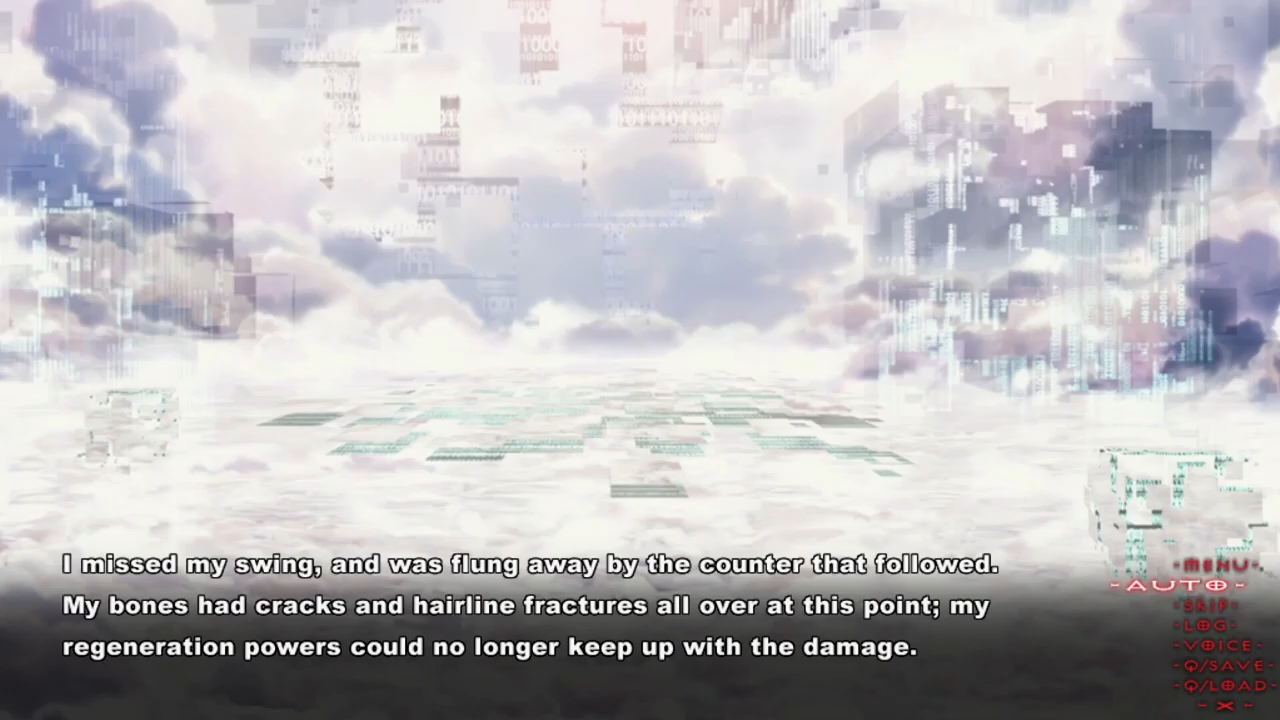 1000
10
I missed my swing, and was flung away by the counter that followed.
My bones had cracks and hairline fractures all over at this point; my
regeneration powers could no longer keep up with the damage.
-MENU-
-AUTO-
-SKIP-
-LOG-
-VOICE-
-Q/SAVE-
-Q/LOAD-
-×-